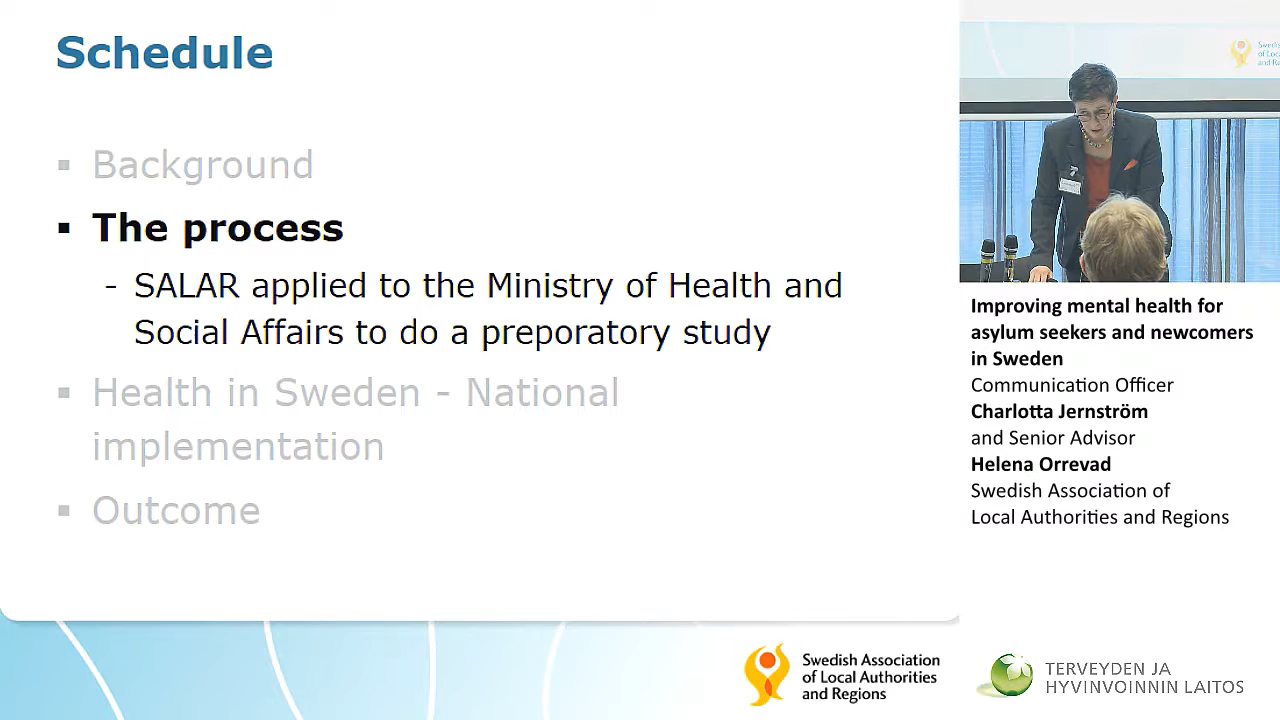 Schedule
▪ Background
▪ The process
- SALAR applied to the Ministry of Health and
Social Affairs to do a preporatory study
▪ Health in Sweden - National
implementation
▪ Outcome
Swedish Association
of Local Authorities
and Regions
Improving mental health for
asylum seekers and newcomers
in Sweden
Communication Officer
Charlotta Jernström
and Senior Advisor
Helena Orrevad
Swedish Association of
Local Authorities and Regions
TERVEYDEN JA
HYVINVOINNIN LAITOS